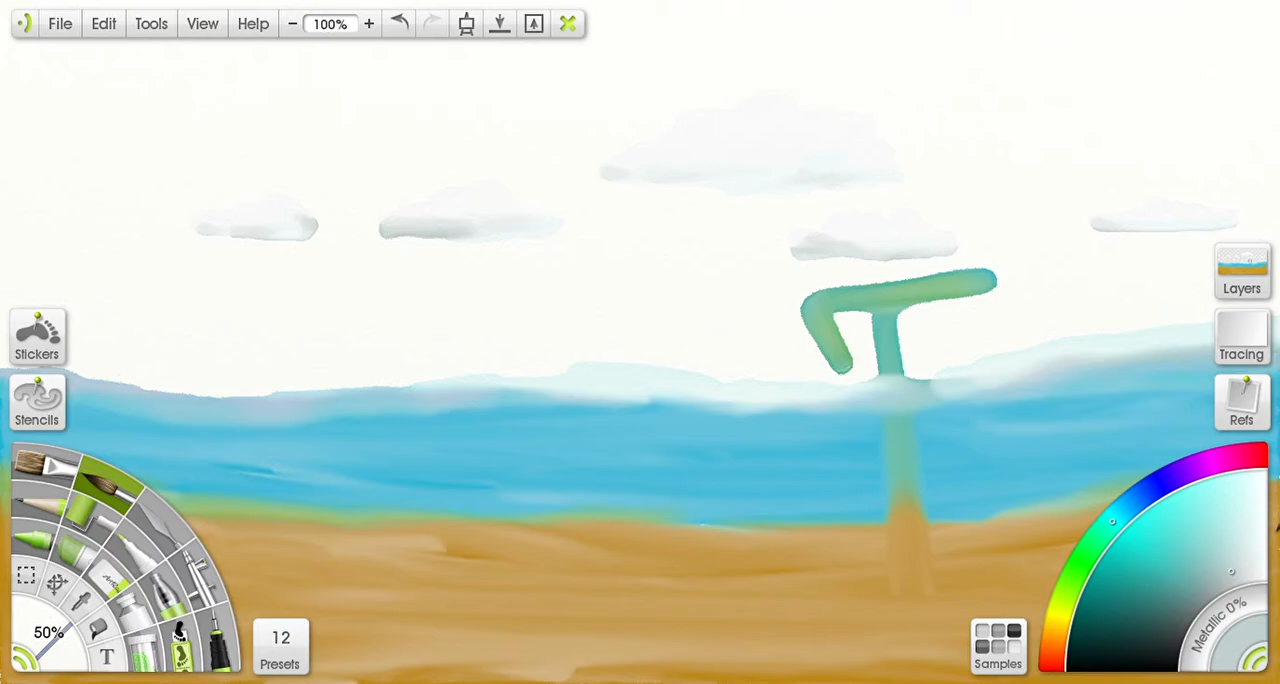 File Edit Tools View Help − 100% +
Layers
Stickers
Tracing
Stencils
Refs
50%
T
12
Presets
Metallic 0%
Samples